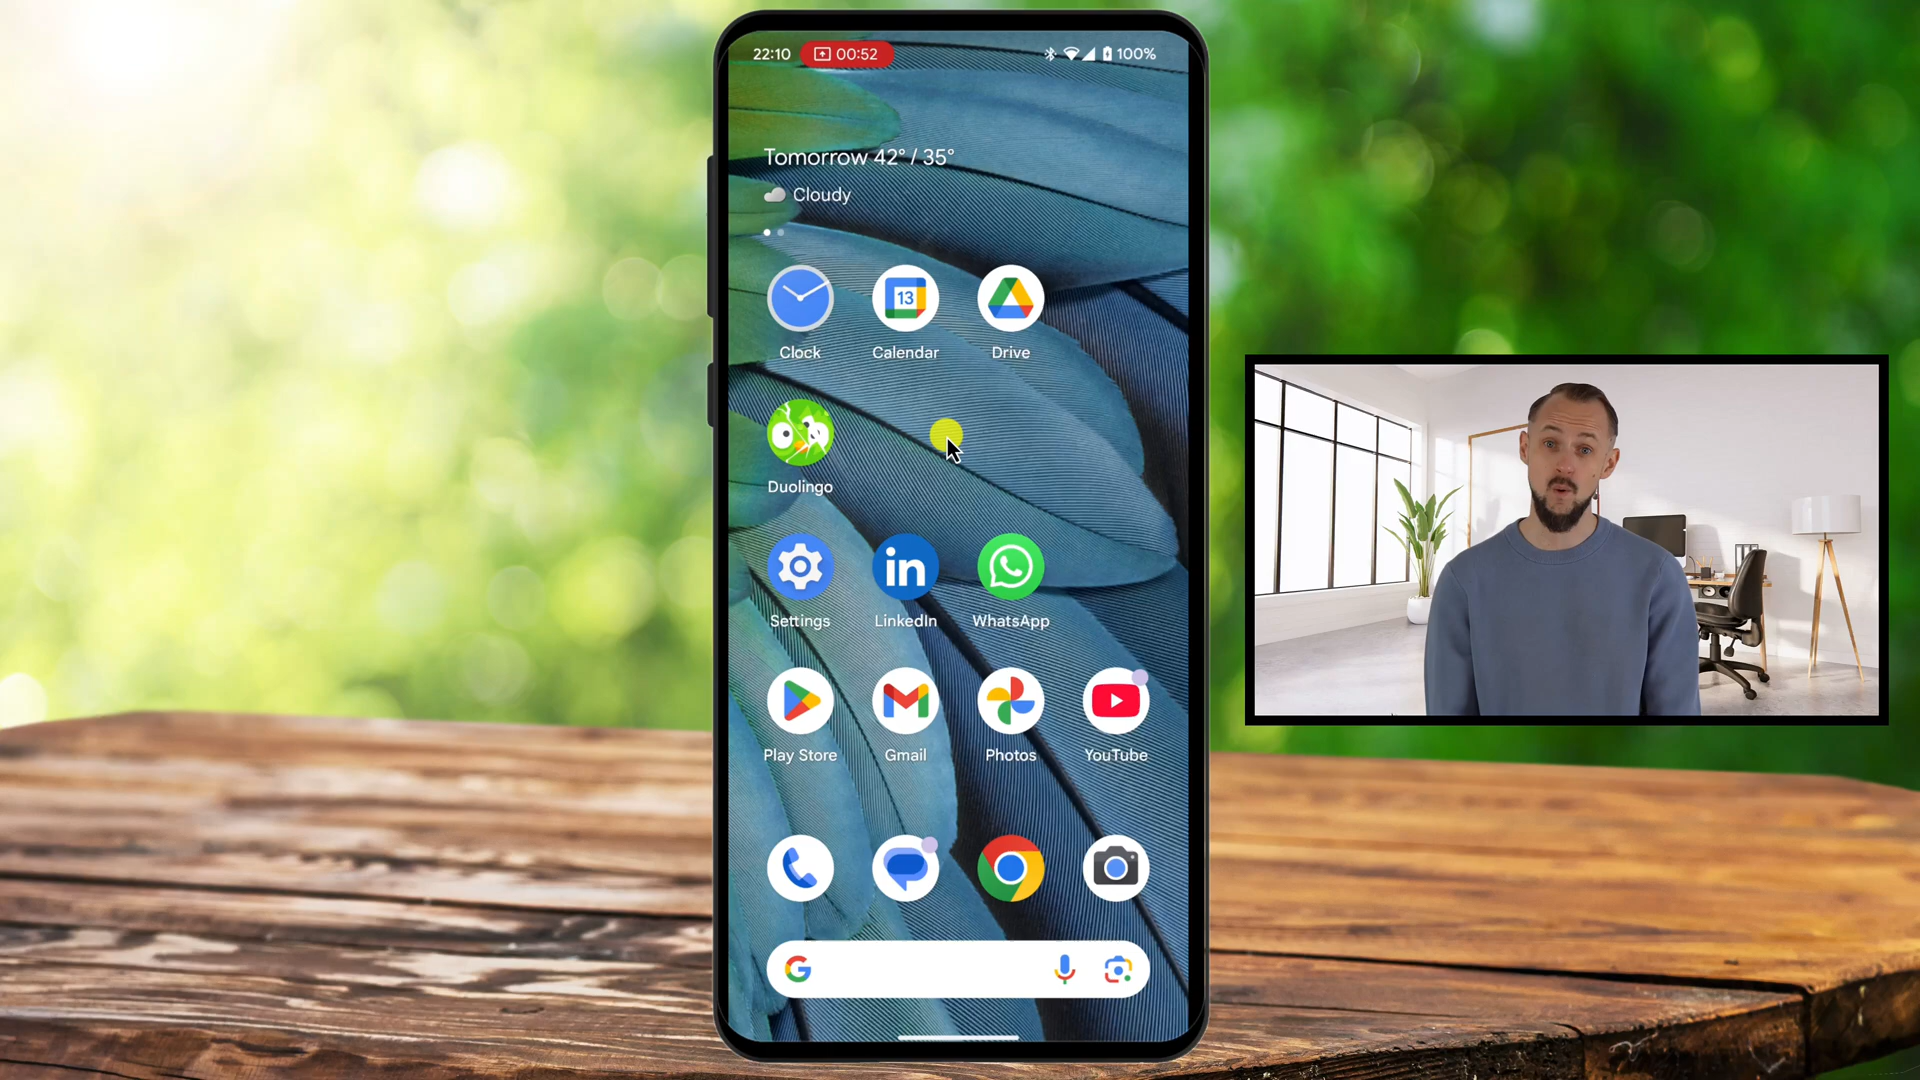 22:10 00:52 100%
Tomorrow 42° / 35°
Cloudy
13
Clock Calendar Drive
Duolingo
in
Settings LinkedIn WhatsApp
Play Store Gmail Photos YouTube
G